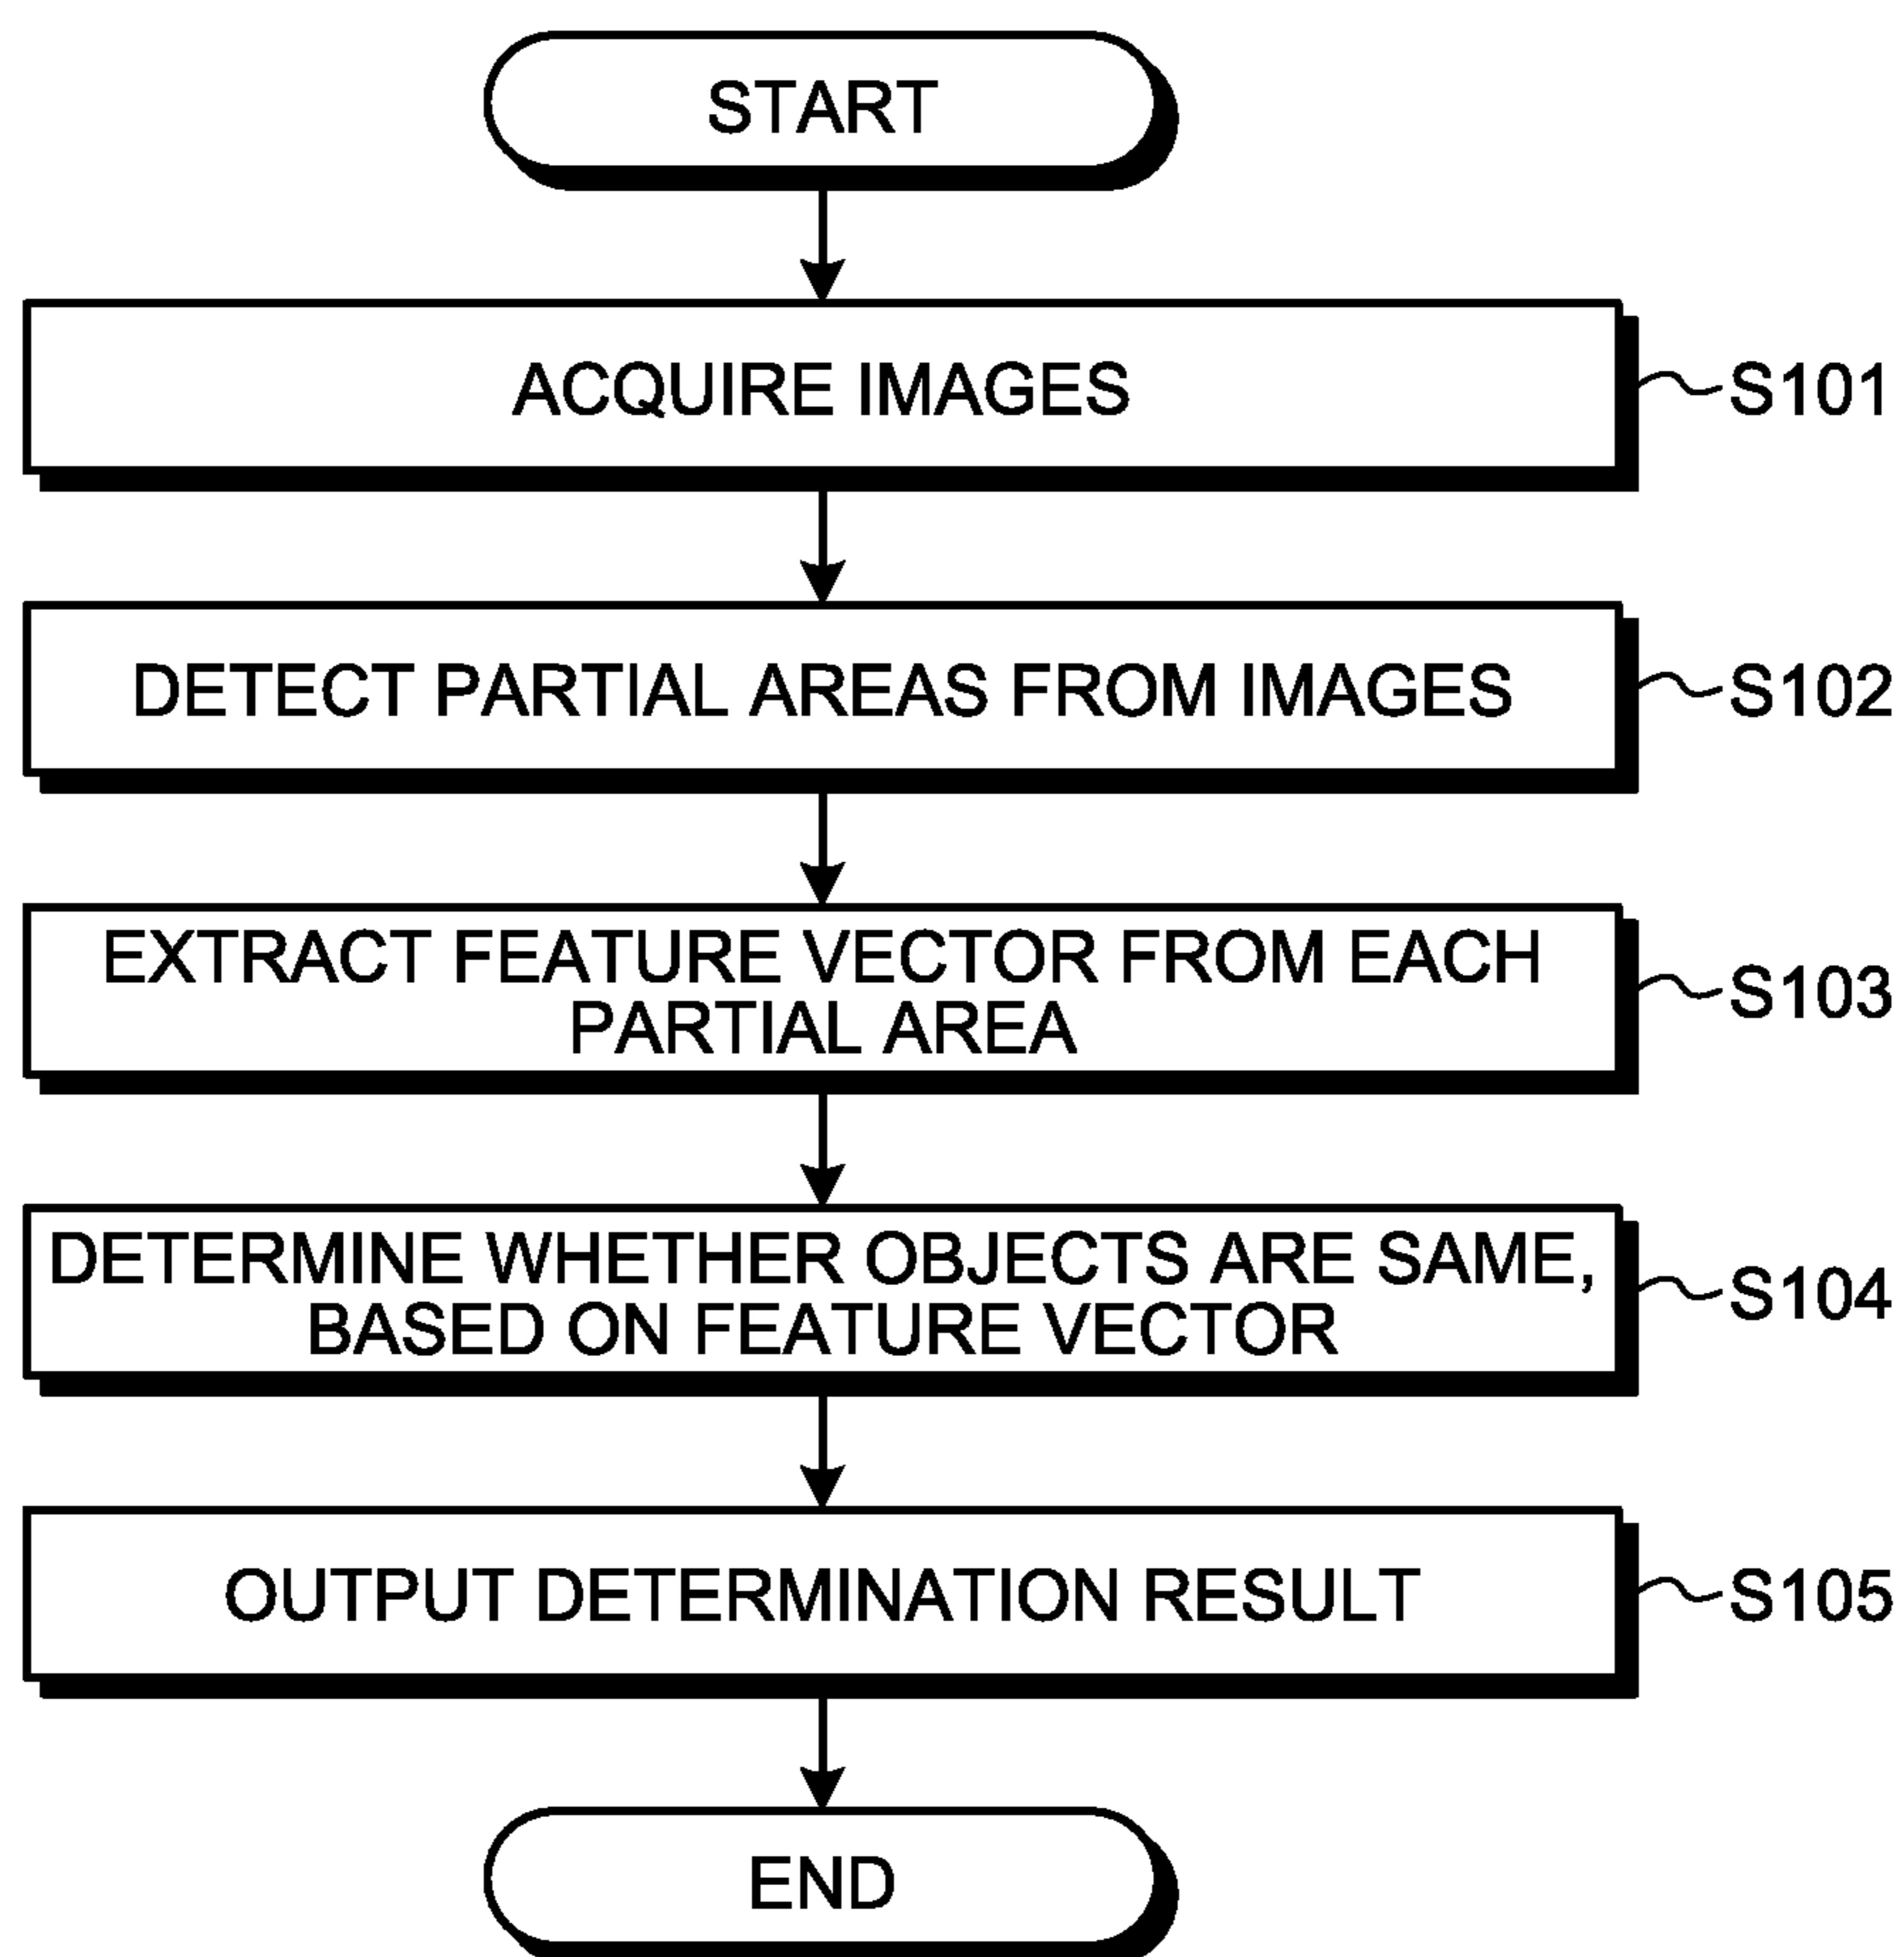 START
ACQUIRE IMAGES
S101
DETECT PARTIAL AREAS FROM IMAGES
S102
EXTRACT FEATURE VECTOR FROM EACH
PARTIAL AREA
S103
DETERMINE WHETHER OBJECTS ARE SAME,
BASED ON FEATURE VECTOR
S104
OUTPUT DETERMINATION RESULT
S105
END